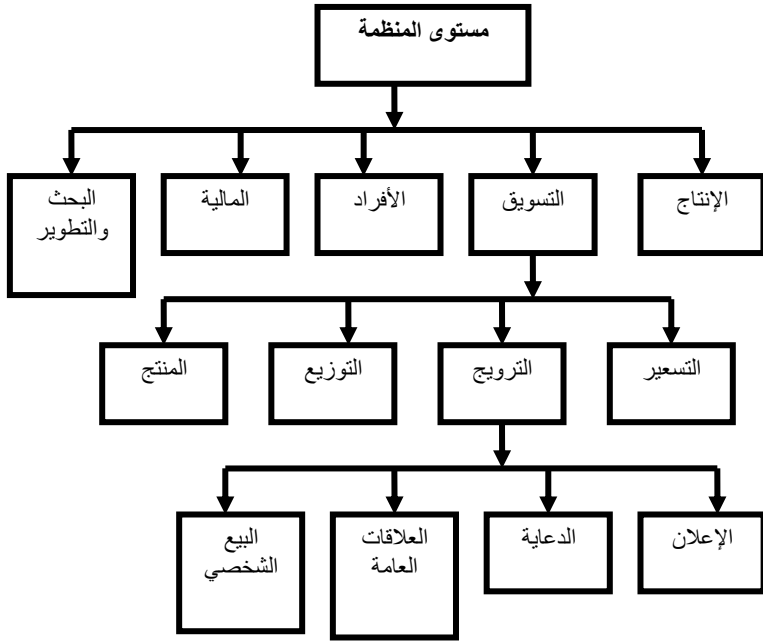 مستوى المنظمة
الإنتاج
التسويق
الأفراد
المالية
البحث
والتطوير
التسعير
الترويج
التوزيع
المنتج
الإعلان
الدعاية
العلاقات
العامة
البيع
الشخصي